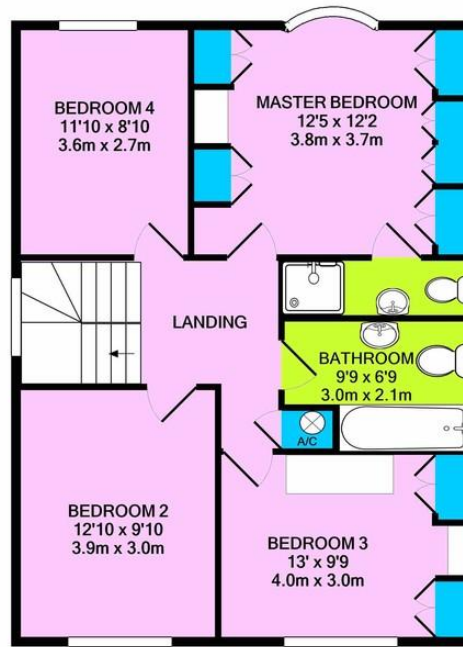 BEDROOM 4
11'10 x 8'10
3.6m x 2.7m
MASTER BEDROOM
12'5 x 12'2
3.8m x 3.7m
LANDING
BATHROOM
9'9 x 6'9
3.0m x 2.1m
A/C
BEDROOM 2
12'10 x 9'10
3.9m x 3.0m
BEDROOM 3
13' x 9'9
4.0m x 3.0m